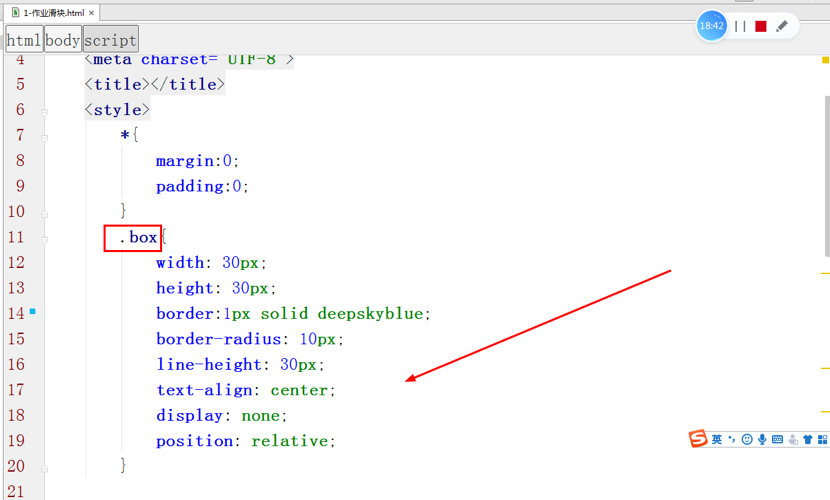 1-作业滑块.html ×
18:42
html body script
4 <meta charset="UTF-8">
5 <title></title>
6 <style>
7 *{
8 margin:0;
9 padding:0;
10 }
11 .box{
12 width: 30px;
13 height: 30px;
14 border:1px solid deepskyblue;
15 border-radius: 10px;
16 line-height: 30px;
17 text-align: center;
18 display: none;
19 position: relative;
20 }
21
S 英